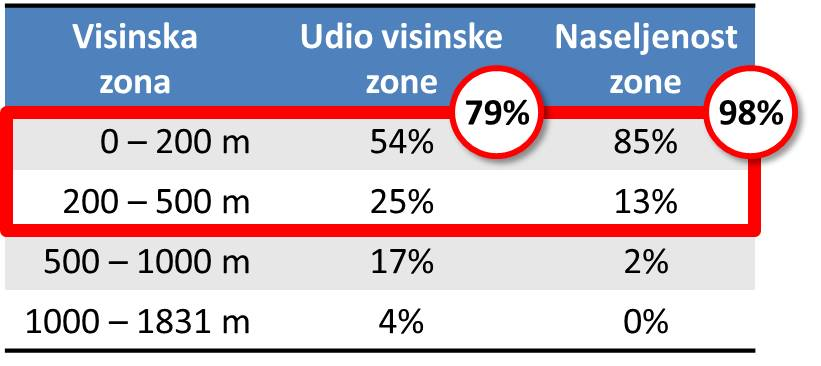 Visinska zona Udio visinske zone Naseljenost zone
79% 98%
0 – 200 m 54% 85%
200 – 500 m 25% 13%
500 – 1000 m 17% 2%
1000 – 1831 m 4% 0%